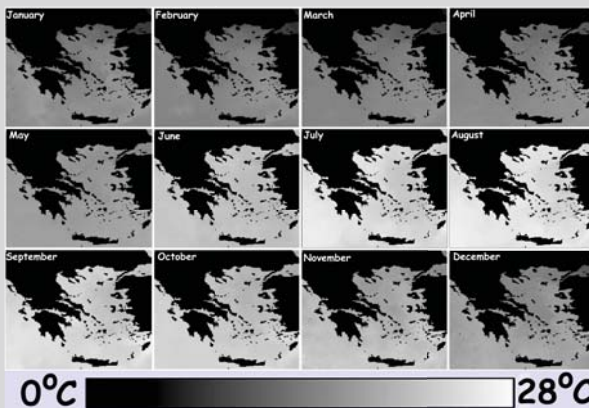 January February March April
May June July August
September October November December
0°C 28°C